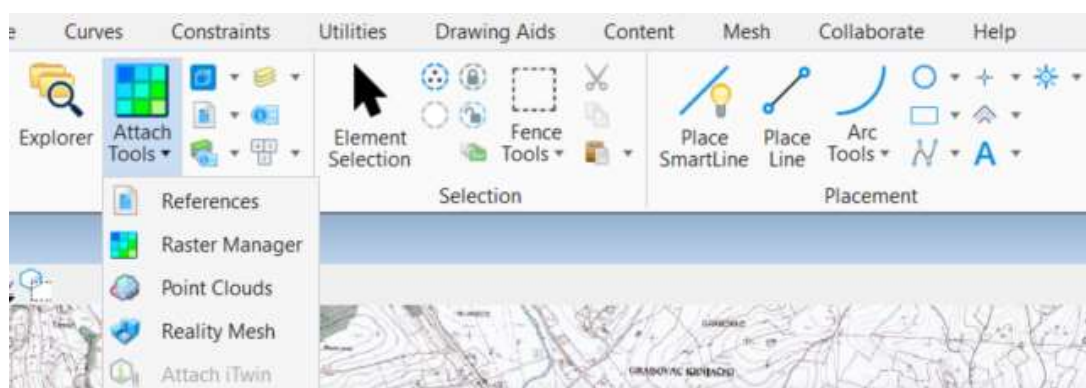 Curves Constraints Utilities Drawing Aids Content Mesh Collaborate Help
Explorer
Attach
Tools
Element
Selection
Fence
Tools
Place
SmartLine
Place
Line
Arc
Tools
A
Selection
Placement
References
Raster Manager
Point Clouds
Reality Mesh
Attach iTwin
GRABOVAC